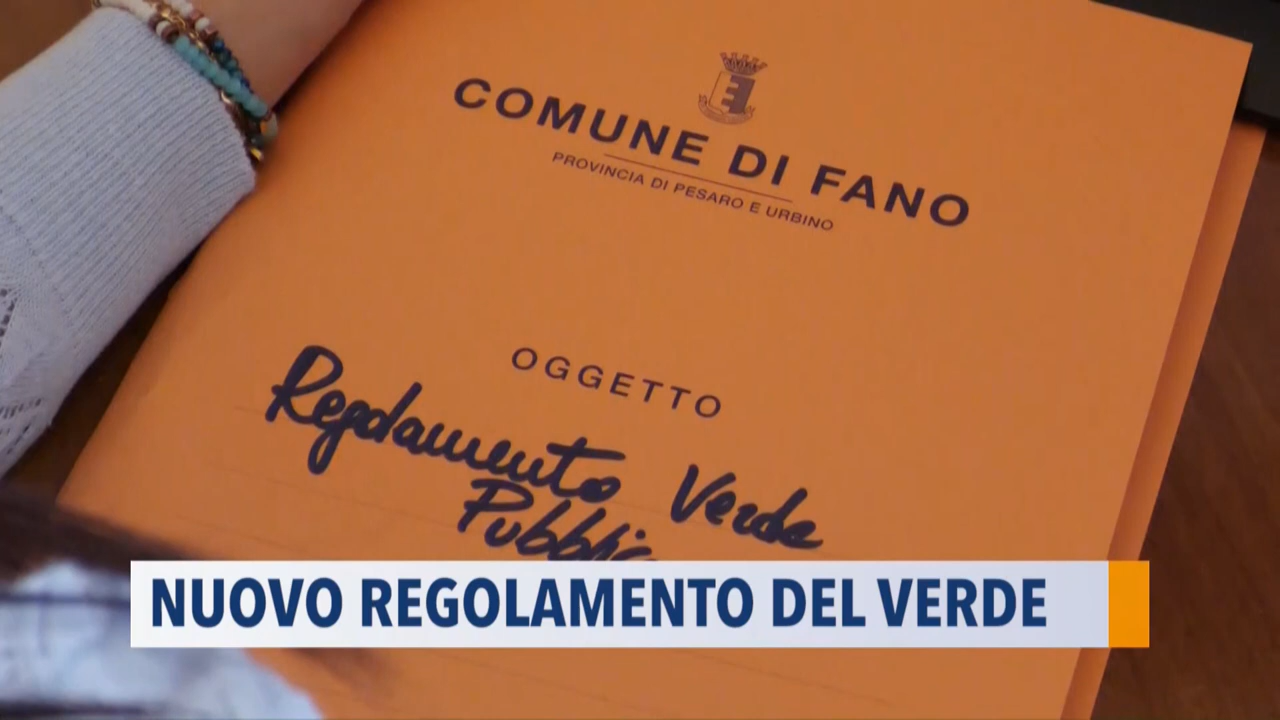 COMUNE DI FANO
PROVINCIA DI PESARO E URBINO
OGGETTO
Regolamento Verde
NUOVO REGOLAMENTO DEL VERDE